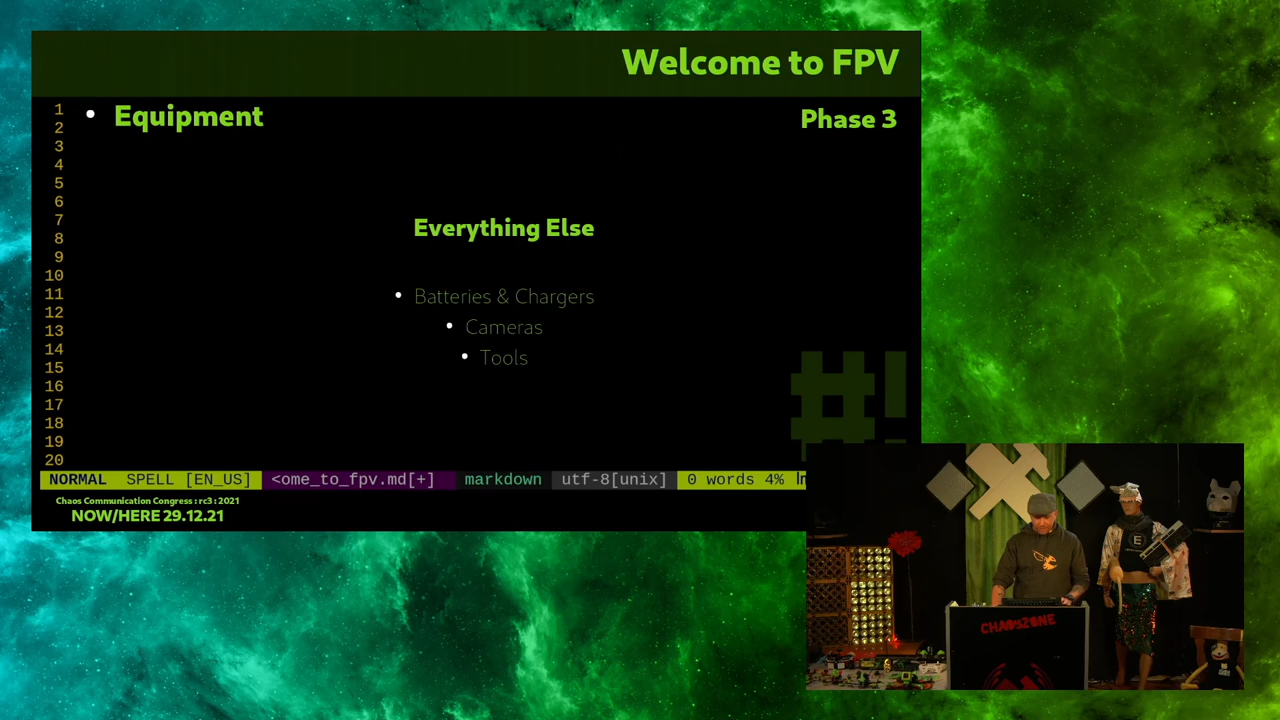 Welcome to FPV
Equipment
Phase 3
1
2
3
4
5
6
7
8
9
10
11
12
13
14
15
16
17
18
19
20
Everything Else
Batteries & Chargers
Cameras
Tools
#!
NORMAL SPELL [EN_US] <ome_to_fpv.md[+] markdown utf-8[unix] 0 words 4% ln
Chaos Communication Congress : rc3 : 2021
NOW/HERE 29.12.21
CHAOSZONE
E